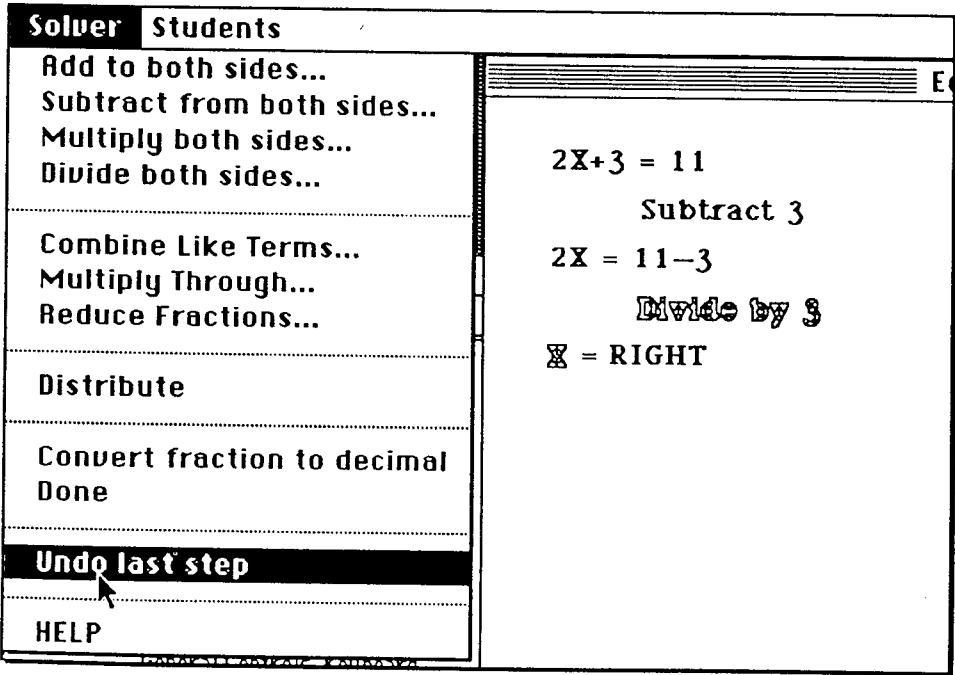 Solver Students
Add to both sides...
Subtract from both sides...
Multiply both sides...
Divide both sides...
Combine Like Terms...
Multiply Through...
Reduce Fractions...
Distribute
Convert fraction to decimal
Done
Undo last step
HELP
2X+3 = 11
Subtract 3
2X = 11−3
Divide by 3
X = RIGHT